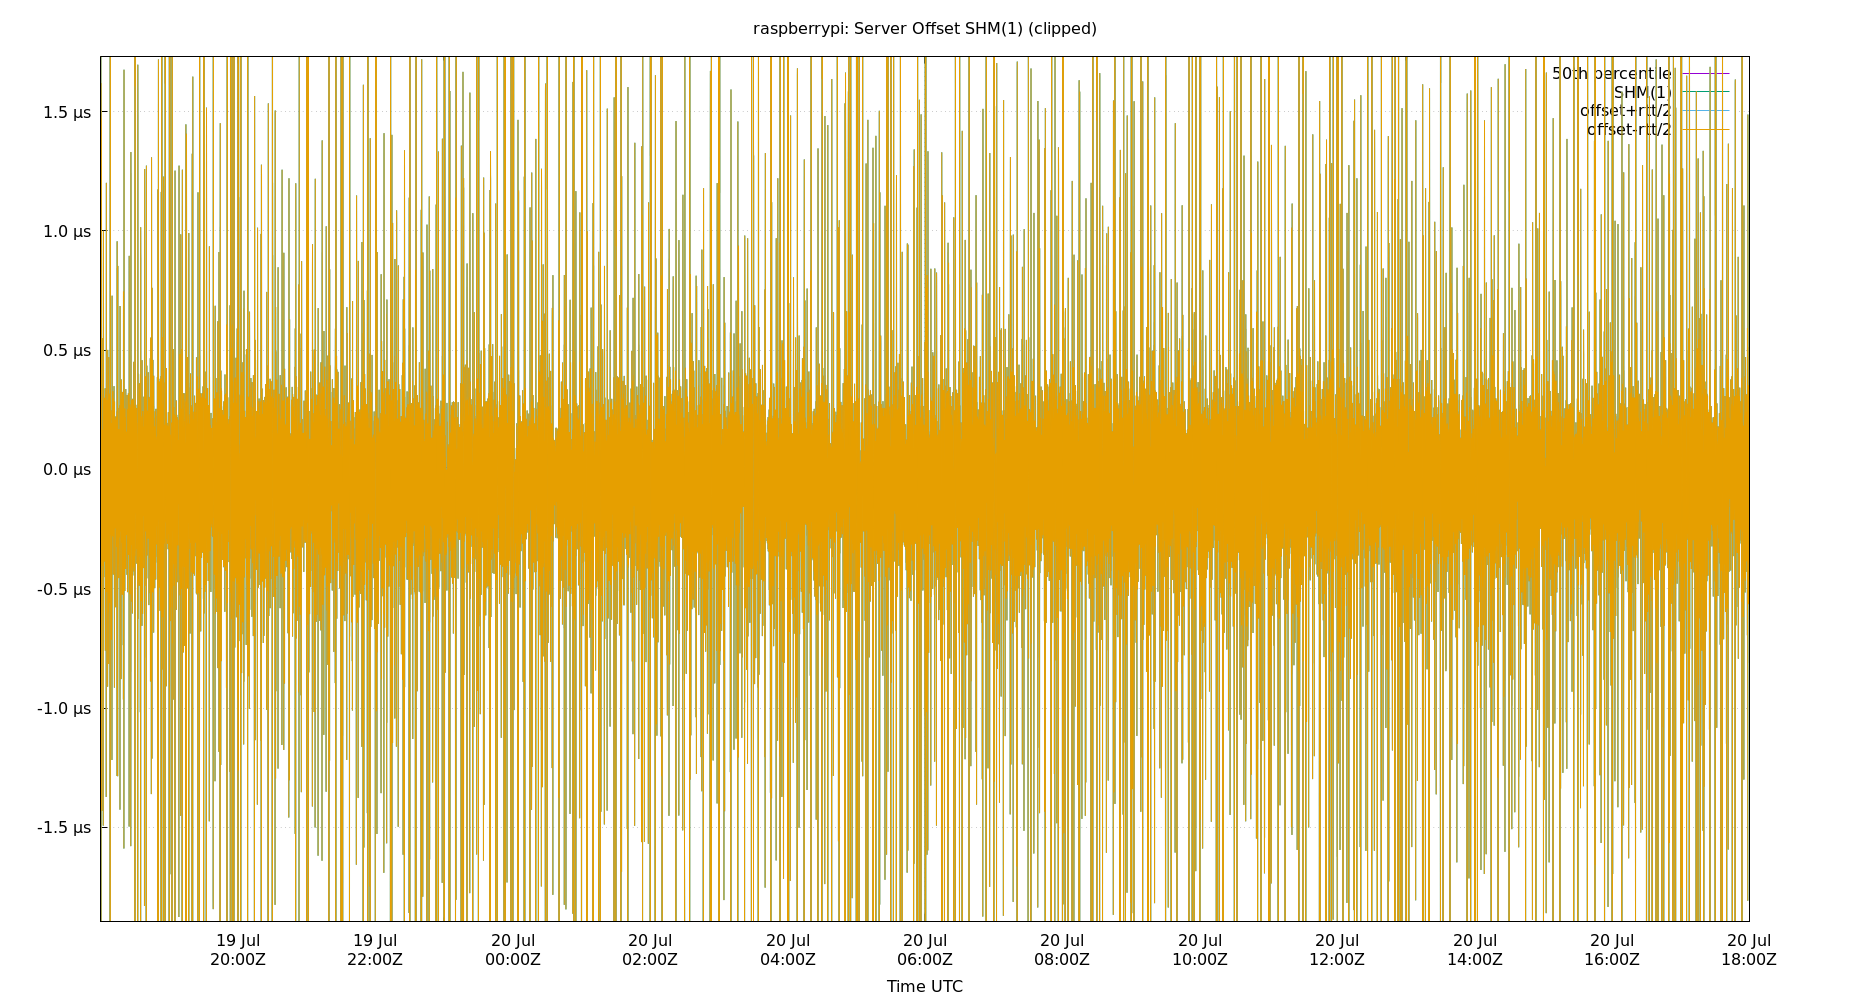 raspberrypi: Server Offset SHM(1) (clipped)
50th percentile
SHM(1)
offset+rtt/2
offset-rtt/2
1.5 µs
1.0 µs
0.5 µs
0.0 µs
-0.5 µs
-1.0 µs
-1.5 µs
19 Jul 19 Jul 20 Jul 20 Jul 20 Jul 20 Jul 20 Jul 20 Jul 20 Jul 20 Jul 20 Jul 20 Jul
20:00Z 22:00Z 00:00Z 02:00Z 04:00Z 06:00Z 08:00Z 10:00Z 12:00Z 14:00Z 16:00Z 18:00Z
Time UTC